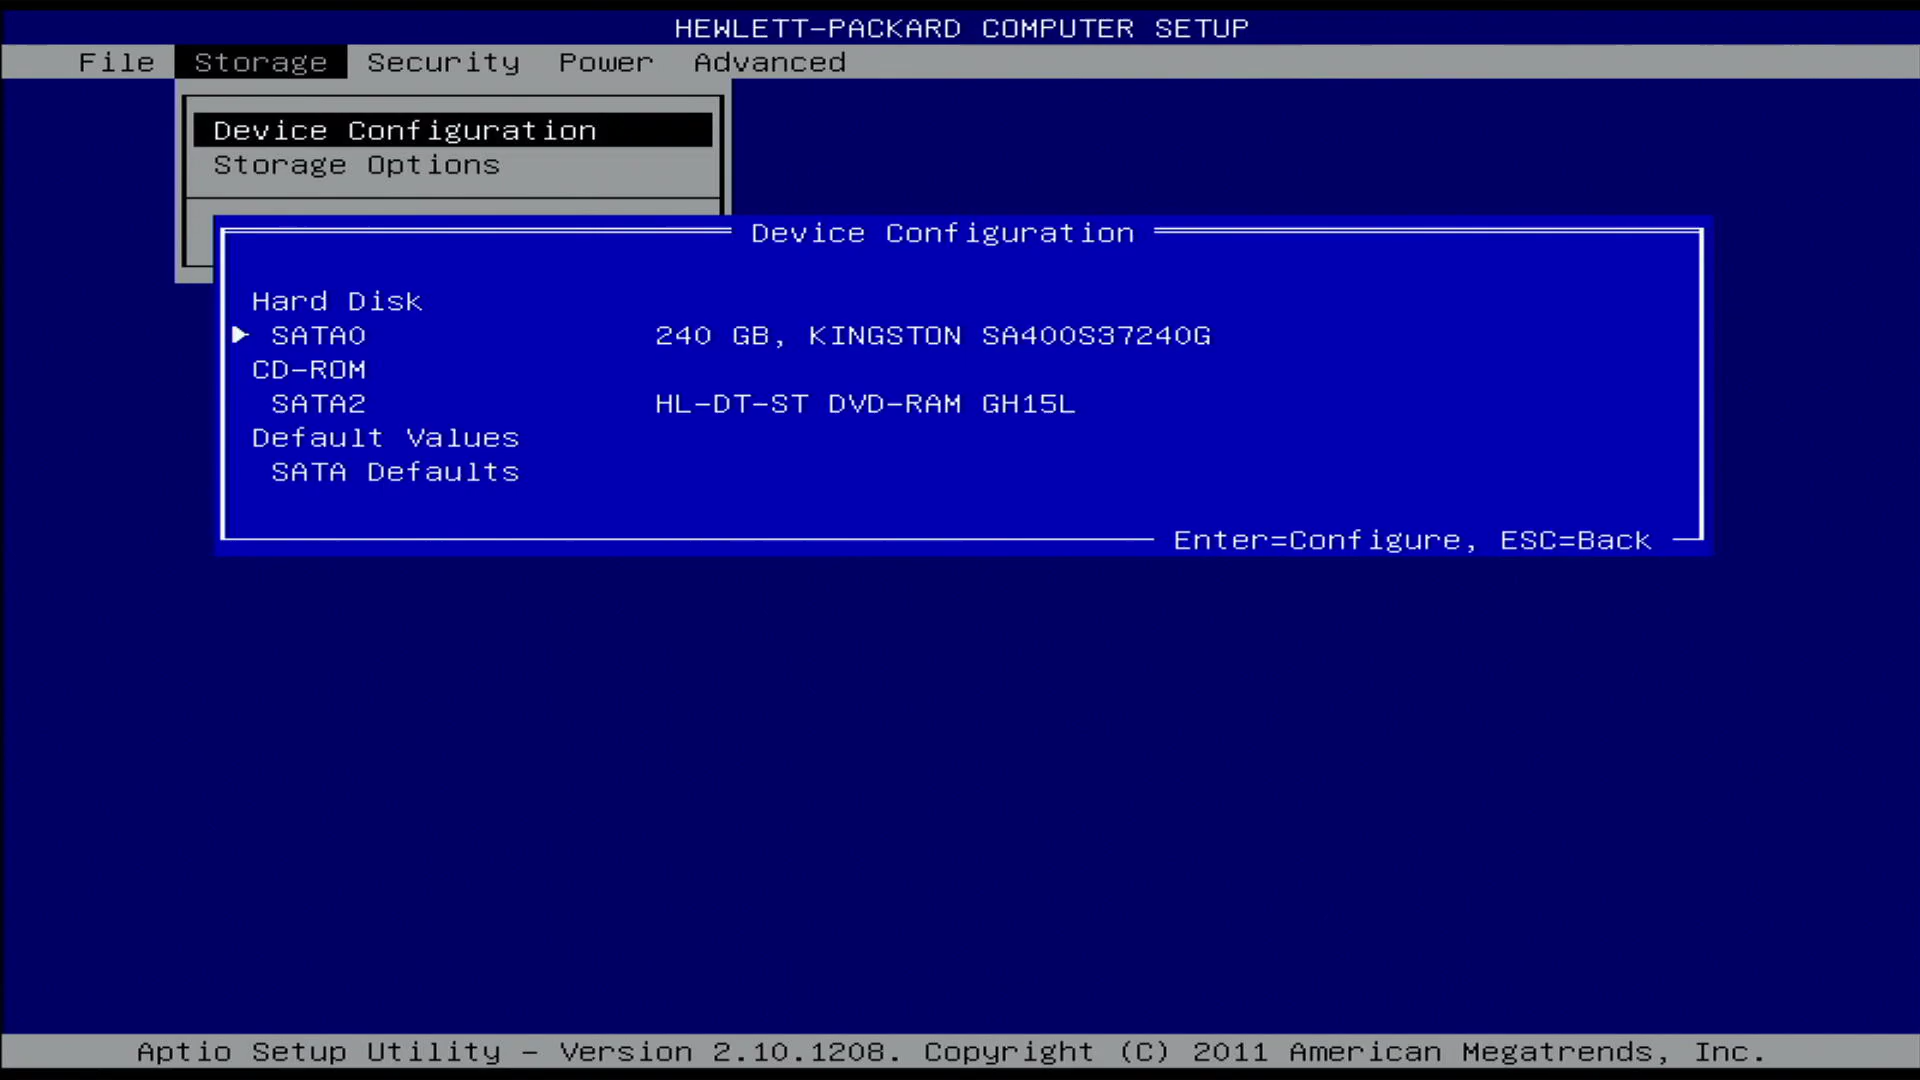 HEWLETT-PACKARD COMPUTER SETUP
File Storage Security Power Advanced
Device Configuration
Storage Options
Device Configuration
Hard Disk
SATA0 240 GB, KINGSTON SA400S37240G
CD-ROM
SATA2 HL-DT-ST DVD-RAM GH15L
Default Values
SATA Defaults
Enter=Configure, ESC=Back
Aptio Setup Utility - Version 2.10.1208. Copyright (C) 2011 American Megatrends, Inc.